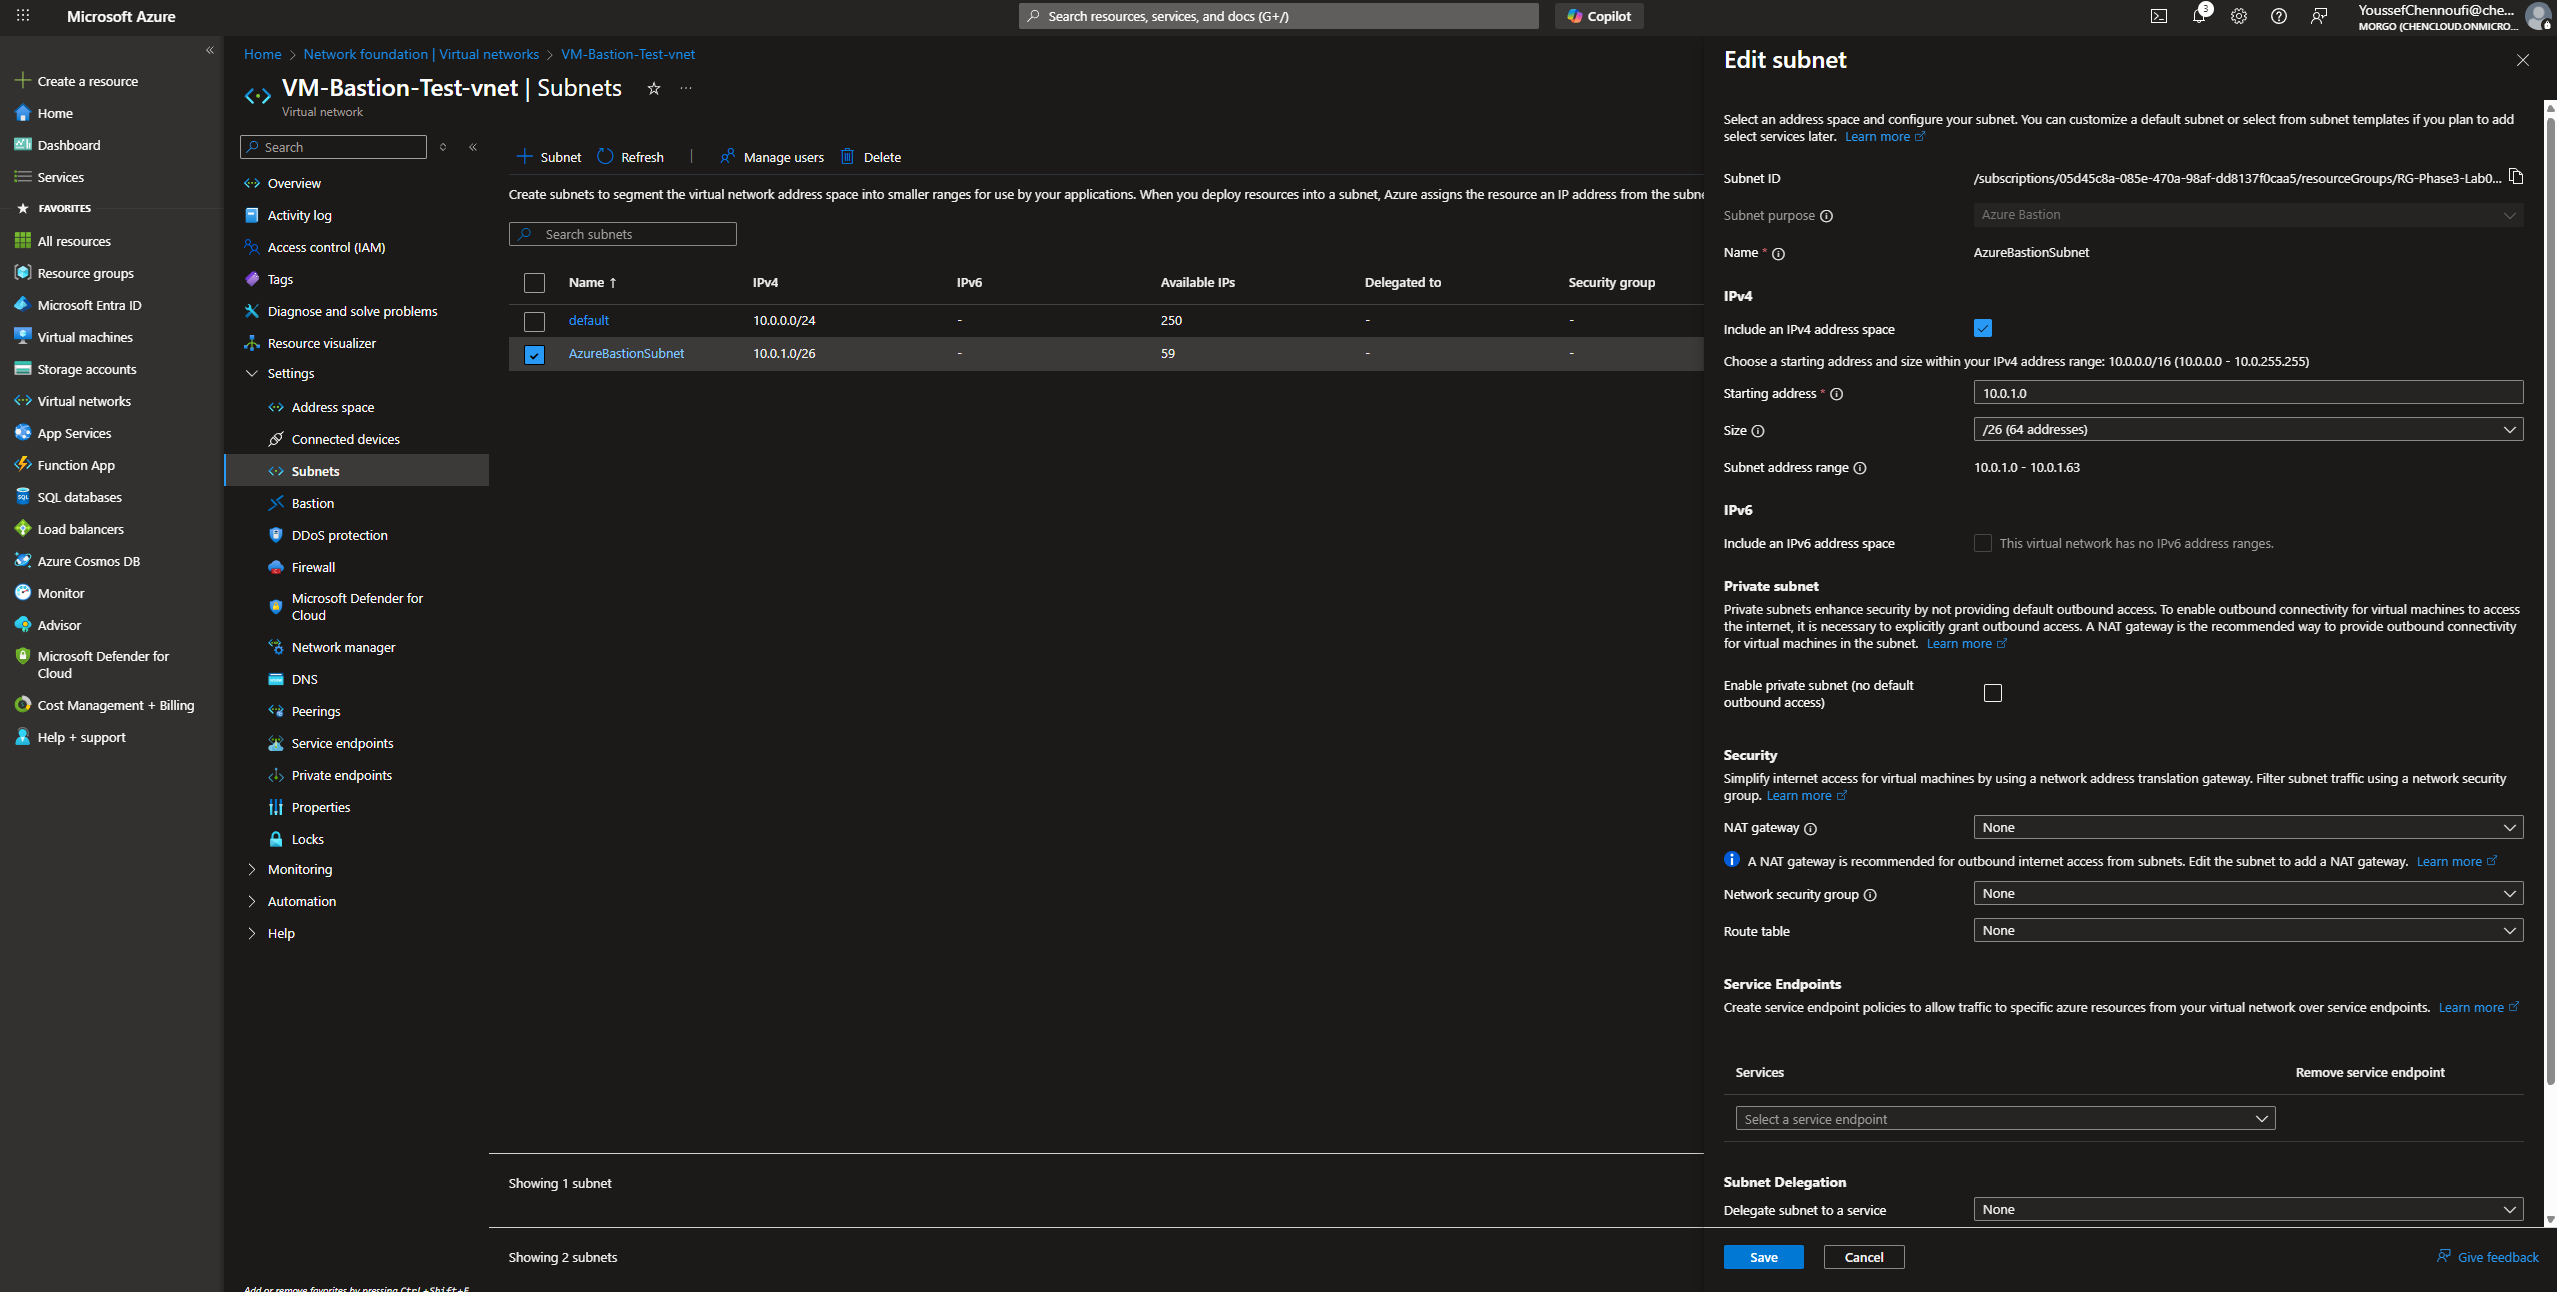 Microsoft Azure
Search resources, services, and docs (G+/)
Copilot
3
YoussefChennoufi@che...
MORGO (CHENCLOUD.ONMICRO...
Create a resource
Home
Dashboard
Services
FAVORITES
All resources
Resource groups
Microsoft Entra ID
Virtual machines
Storage accounts
Virtual networks
App Services
Function App
SQL databases
Load balancers
Azure Cosmos DB
Monitor
Advisor
Microsoft Defender for
Cloud
Cost Management + Billing
Help + support
Home > Network foundation | Virtual networks > VM-Bastion-Test-vnet
VM-Bastion-Test-vnet | Subnets
Virtual network
Search
Overview
Activity log
Access control (IAM)
Tags
Diagnose and solve problems
Resource visualizer
Settings
Address space
Connected devices
Subnets
Bastion
DDoS protection
Firewall
Microsoft Defender for
Cloud
Network manager
DNS
Peerings
Service endpoints
Private endpoints
Properties
Locks
Monitoring
Automation
Help
Add or remove favorites by pressing Ctrl+Shift+F
Subnet Refresh | Manage users Delete
Create subnets to segment the virtual network address space into smaller ranges for use by your applications. When you deploy resources into a subnet, Azure assigns the resource an IP address from the subne
Search subnets
Name ↑ IPv4 IPv6 Available IPs Delegated to Security group
default 10.0.0.0/24 - 250 - -
AzureBastionSubnet 10.0.1.0/26 - 59 - -
Showing 1 subnet
Showing 2 subnets
Edit subnet
Select an address space and configure your subnet. You can customize a default subnet or select from subnet templates if you plan to add
select services later. Learn more
Subnet ID /subscriptions/05d45c8a-085e-470a-98af-dd8137f0caa5/resourceGroups/RG-Phase3-Lab0...
Subnet purpose Azure Bastion
Name * AzureBastionSubnet
IPv4
Include an IPv4 address space
Choose a starting address and size within your IPv4 address range: 10.0.0.0/16 (10.0.0.0 - 10.0.255.255)
Starting address * 10.0.1.0
Size /26 (64 addresses)
Subnet address range 10.0.1.0 - 10.0.1.63
IPv6
Include an IPv6 address space This virtual network has no IPv6 address ranges.
Private subnet
Private subnets enhance security by not providing default outbound access. To enable outbound connectivity for virtual machines to access
the internet, it is necessary to explicitly grant outbound access. A NAT gateway is the recommended way to provide outbound connectivity
for virtual machines in the subnet. Learn more
Enable private subnet (no default
outbound access)
Security
Simplify internet access for virtual machines by using a network address translation gateway. Filter subnet traffic using a network security
group. Learn more
NAT gateway None
A NAT gateway is recommended for outbound internet access from subnets. Edit the subnet to add a NAT gateway. Learn more
Network security group None
Route table None
Service Endpoints
Create service endpoint policies to allow traffic to specific azure resources from your virtual network over service endpoints. Learn more
Services Remove service endpoint
Select a service endpoint
Subnet Delegation
Delegate subnet to a service None
Save Cancel Give feedback